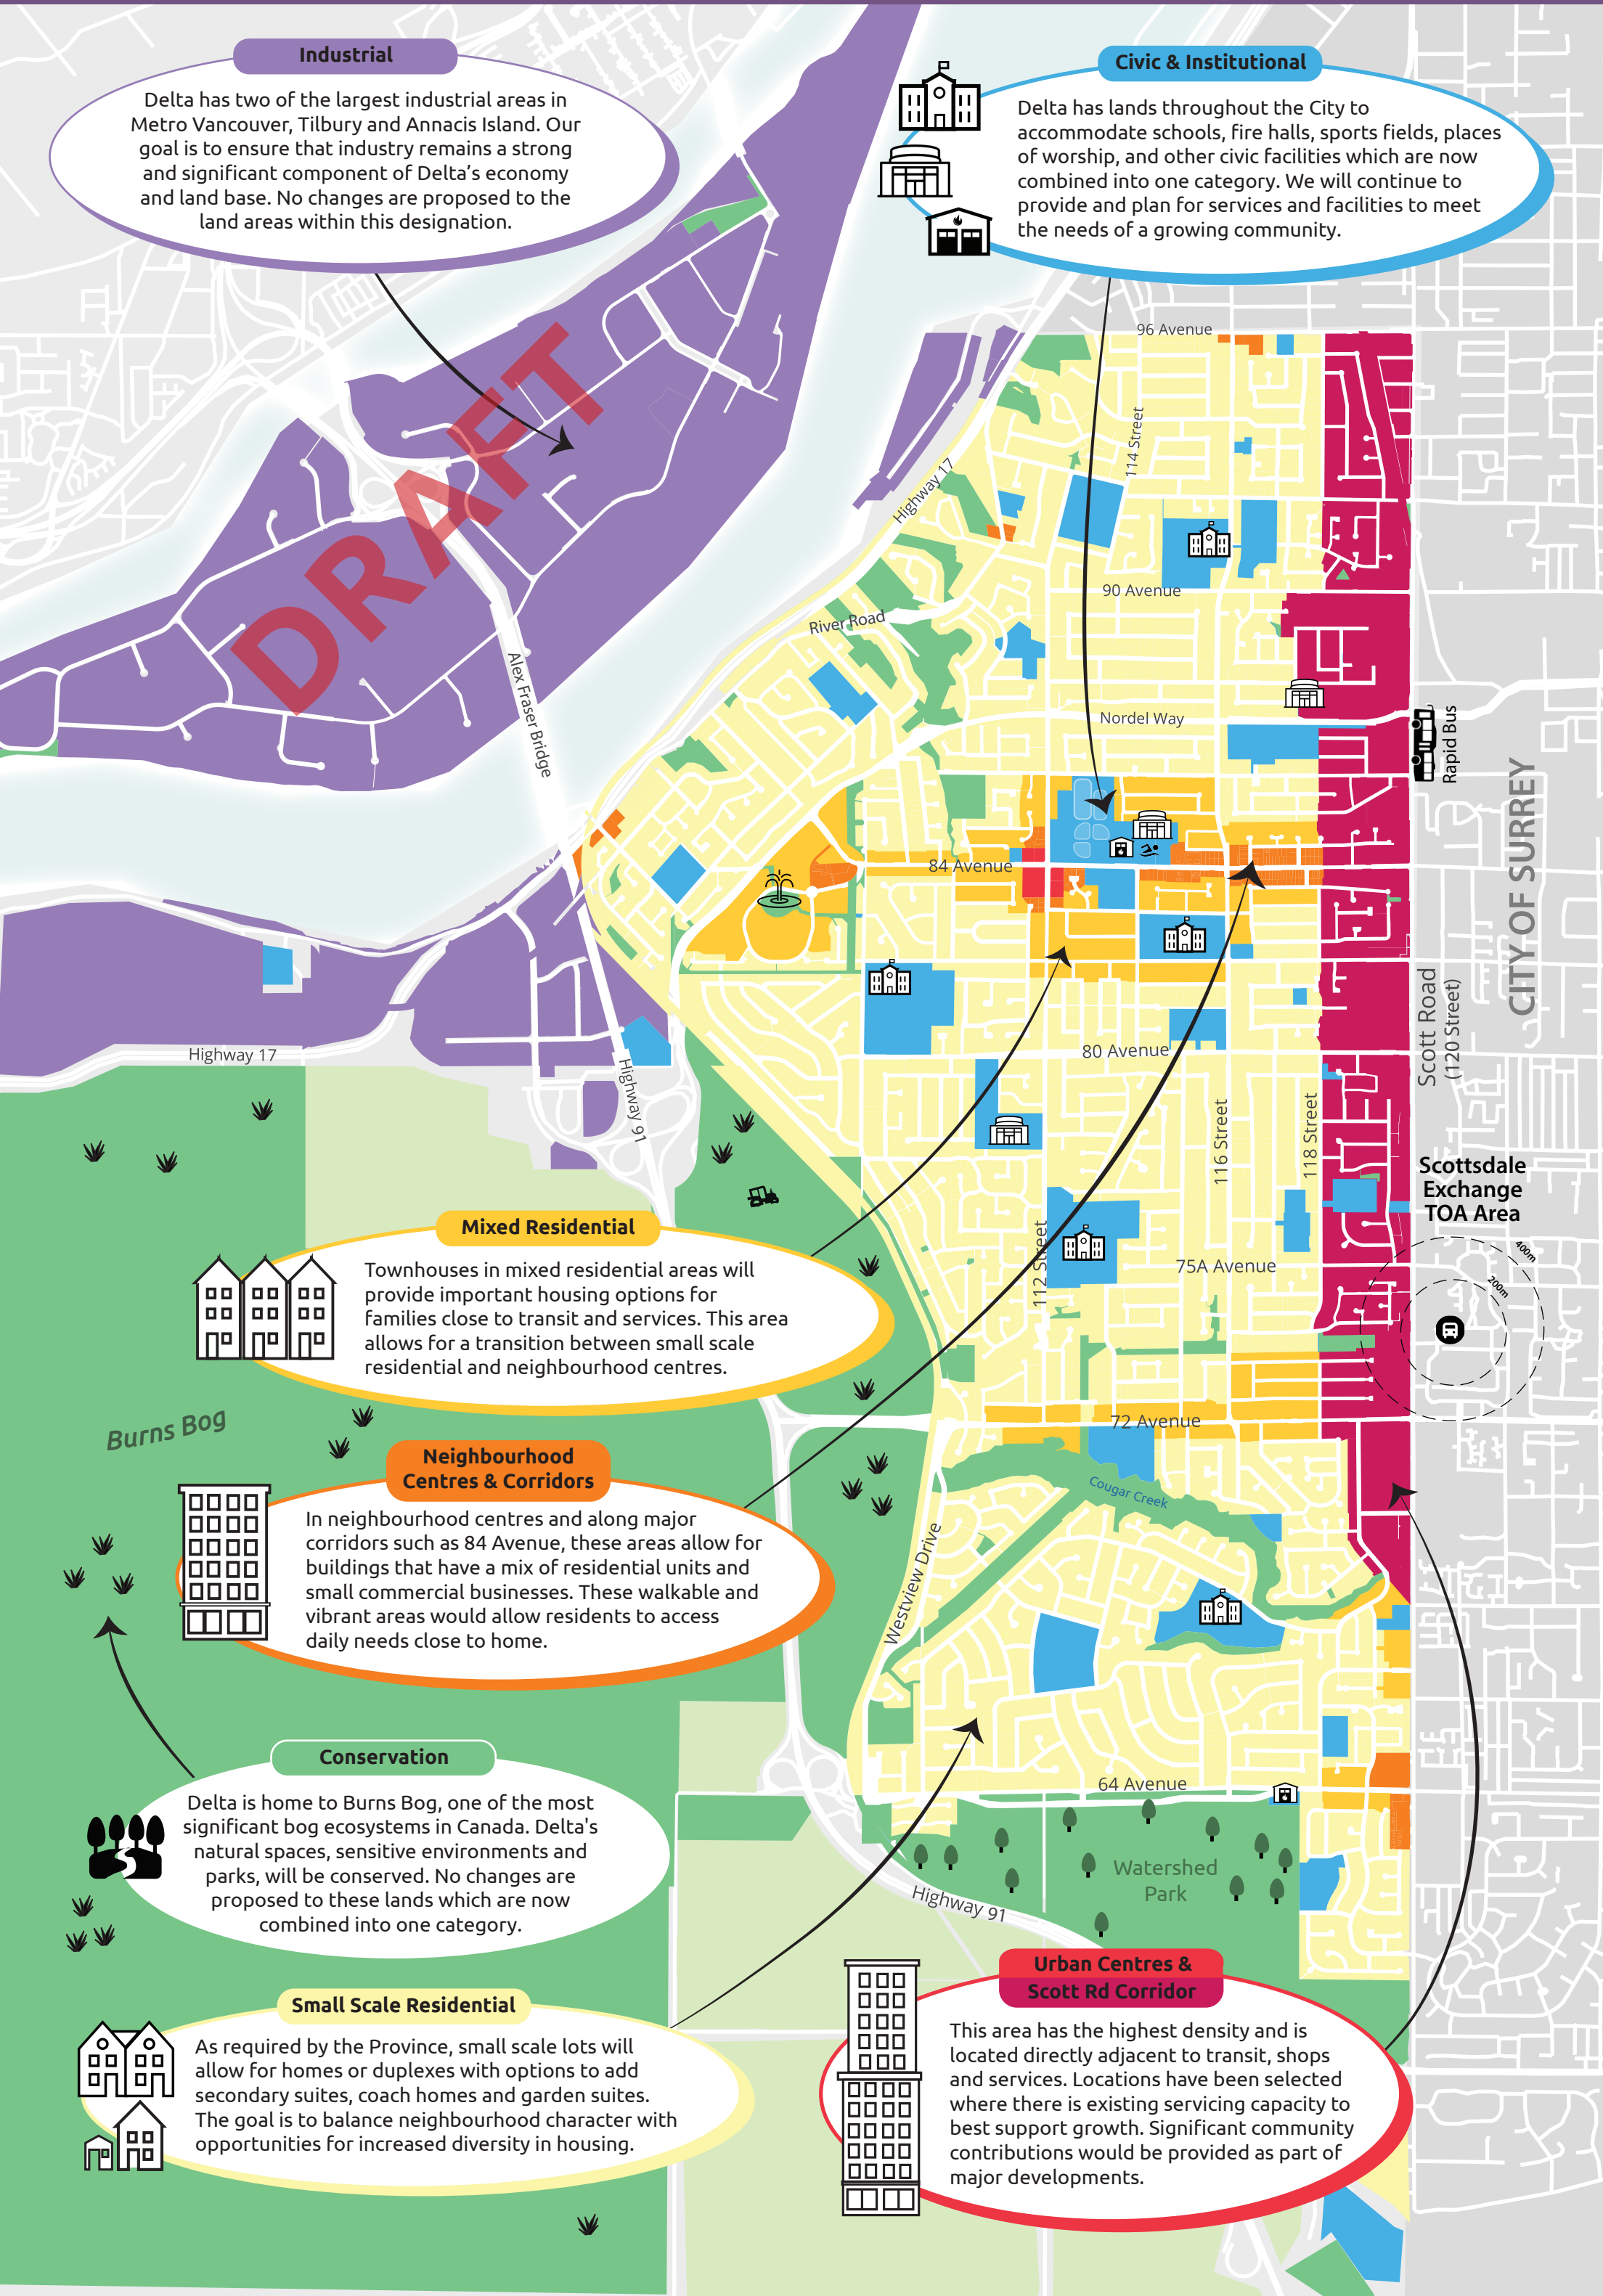 Industrial
Delta has two of the largest industrial areas in
Metro Vancouver, Tilbury and Annacis Island. Our
goal is to ensure that industry remains a strong
and significant component of Delta’s economy
and land base. No changes are proposed to the
land areas within this designation.
Civic & Institutional
Delta has lands throughout the City to
accommodate schools, fire halls, sports fields, places
of worship, and other civic facilities which are now
combined into one category. We will continue to
provide and plan for services and facilities to meet
the needs of a growing community.
DRAFT
96 Avenue
114 Street
Highway 17
90 Avenue
River Road
Alex Fraser Bridge
Nordel Way
Rapid Bus
CITY OF SURREY
84 Avenue
Scott Road
(120 Street)
Highway 17
80 Avenue
Highway 91
116 Street
118 Street
Scottsdale
Exchange
TOA Area
400m
200m
112 Street
75A Avenue
Mixed Residential
Townhouses in mixed residential areas will
provide important housing options for
families close to transit and services. This area
allows for a transition between small scale
residential and neighbourhood centres.
Burns Bog
72 Avenue
Cougar Creek
Neighbourhood
Centres & Corridors
In neighbourhood centres and along major
corridors such as 84 Avenue, these areas allow for
buildings that have a mix of residential units and
small commercial businesses. These walkable and
vibrant areas would allow residents to access
daily needs close to home.
Westview Drive
Conservation
Delta is home to Burns Bog, one of the most
significant bog ecosystems in Canada. Delta's
natural spaces, sensitive environments and
parks, will be conserved. No changes are
proposed to these lands which are now
combined into one category.
64 Avenue
Watershed
Park
Highway 91
Small Scale Residential
As required by the Province, small scale lots will
allow for homes or duplexes with options to add
secondary suites, coach homes and garden suites.
The goal is to balance neighbourhood character with
opportunities for increased diversity in housing.
Urban Centres &
Scott Rd Corridor
This area has the highest density and is
located directly adjacent to transit, shops
and services. Locations have been selected
where there is existing servicing capacity to
best support growth. Significant community
contributions would be provided as part of
major developments.